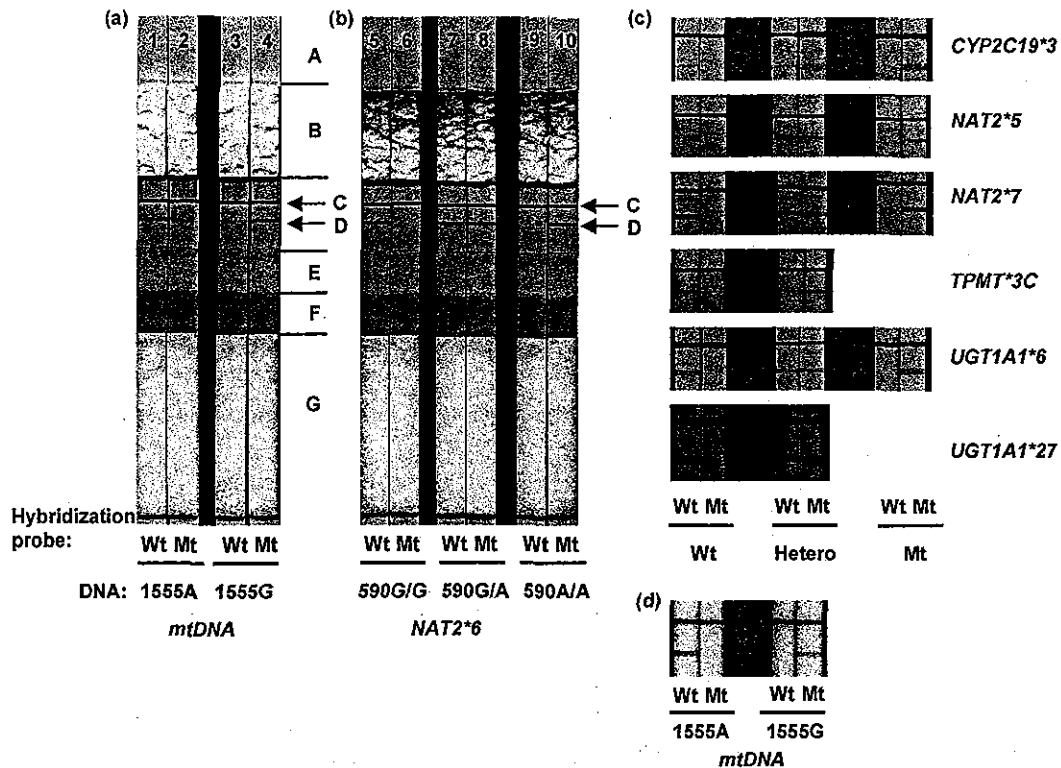 (a)
1 2 3 4
A
B
C
D
E
F
G
Hybridization
probe:
Wt Mt Wt Mt
DNA: 1555A 1555G
mtDNA
(b)
5 6 7 8 9 10
C
D
Wt Mt Wt Mt Wt Mt
590G/G 590G/A 590A/A
NAT2*6
(c)
CYP2C19*3
NAT2*5
NAT2*7
TPMT*3C
UGT1A1*6
UGT1A1*27
Wt Mt Wt Mt Wt Mt
Wt Hetero Mt
(d)
Wt Mt Wt Mt
1555A 1555G
mtDNA